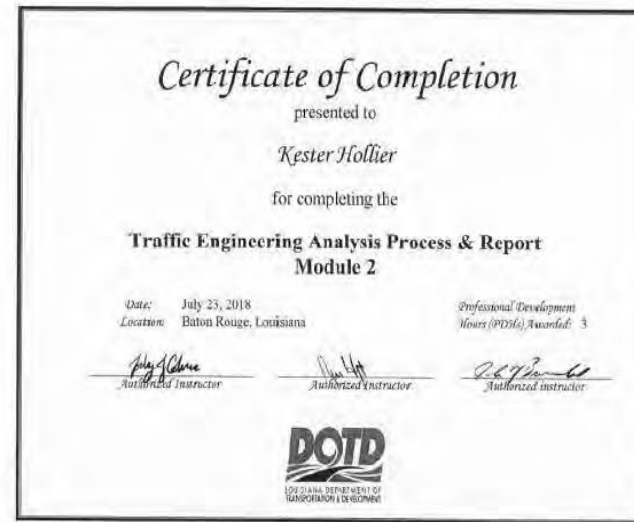 Certificate of Completion
presented to
Kester Hollier
for completing the
Traffic Engineering Analysis Process & Report
Module 2
Date: July 23, 2018
Location: Baton Rouge, Louisiana
Professional Development
Hours (PDHs) Awarded: 3
Authorized Instructor
Authorized Instructor
Authorized instructor
DOTD
LOUISIANA DEPARTMENT OF
TRANSPORTATION & DEVELOPMENT